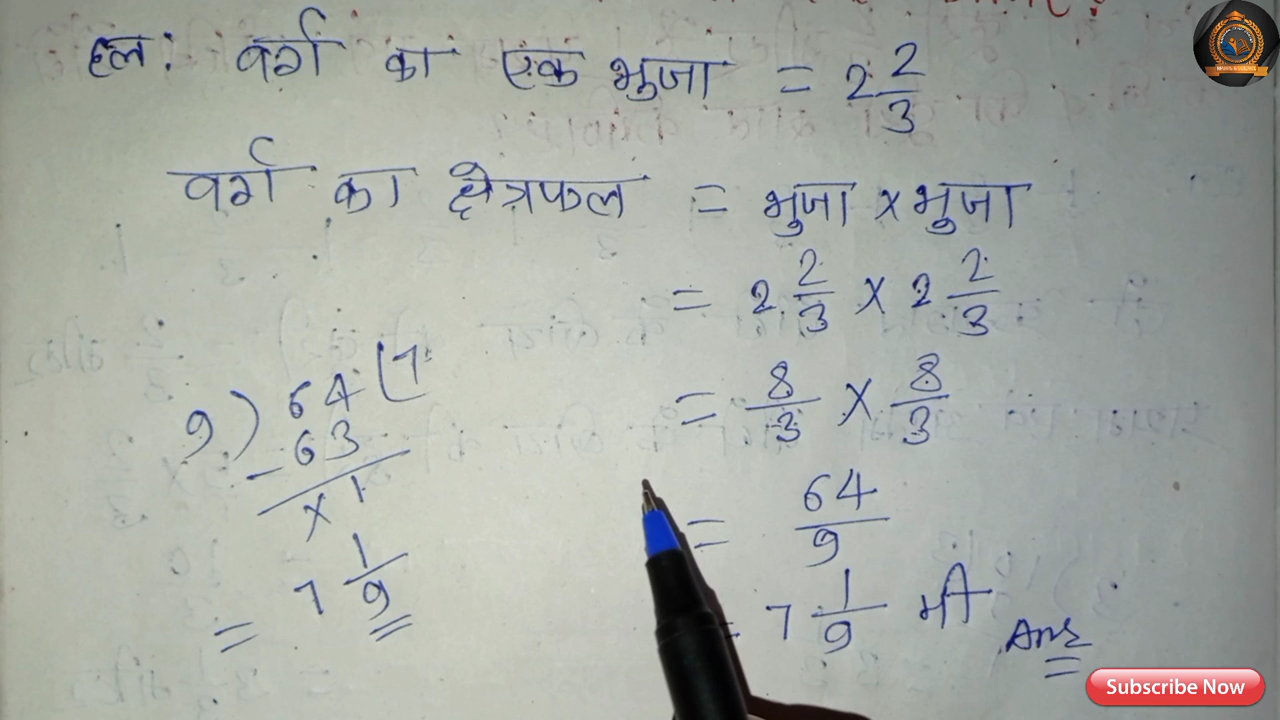 हल: वर्ग का एक भुजा = 2 2/3
वर्ग का क्षेत्रफल = भुजा × भुजा
= 2 2/3 × 2 2/3
= 8/3 × 8/3
= 64/9
= 7 1/9 मी Ans
9) 64 (7
- 63
× 1
= 7 1/9
Subscribe Now